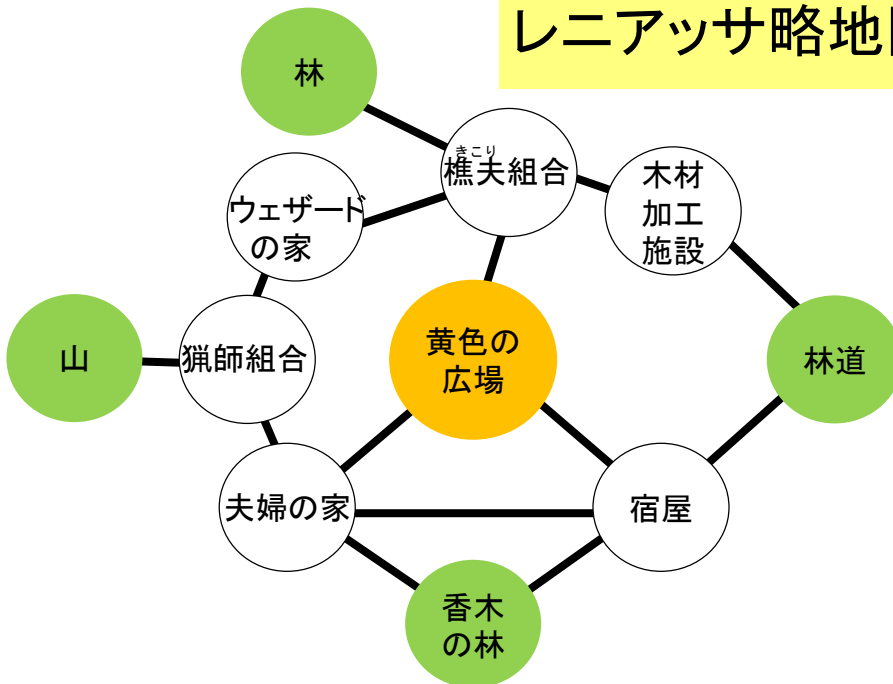 レニアッサ略地
林
きこり
樵夫組合
木材
加工
施設
ウェザード
の家
山
猟師組合
黄色の
広場
林道
夫婦の家
宿屋
香木
の林